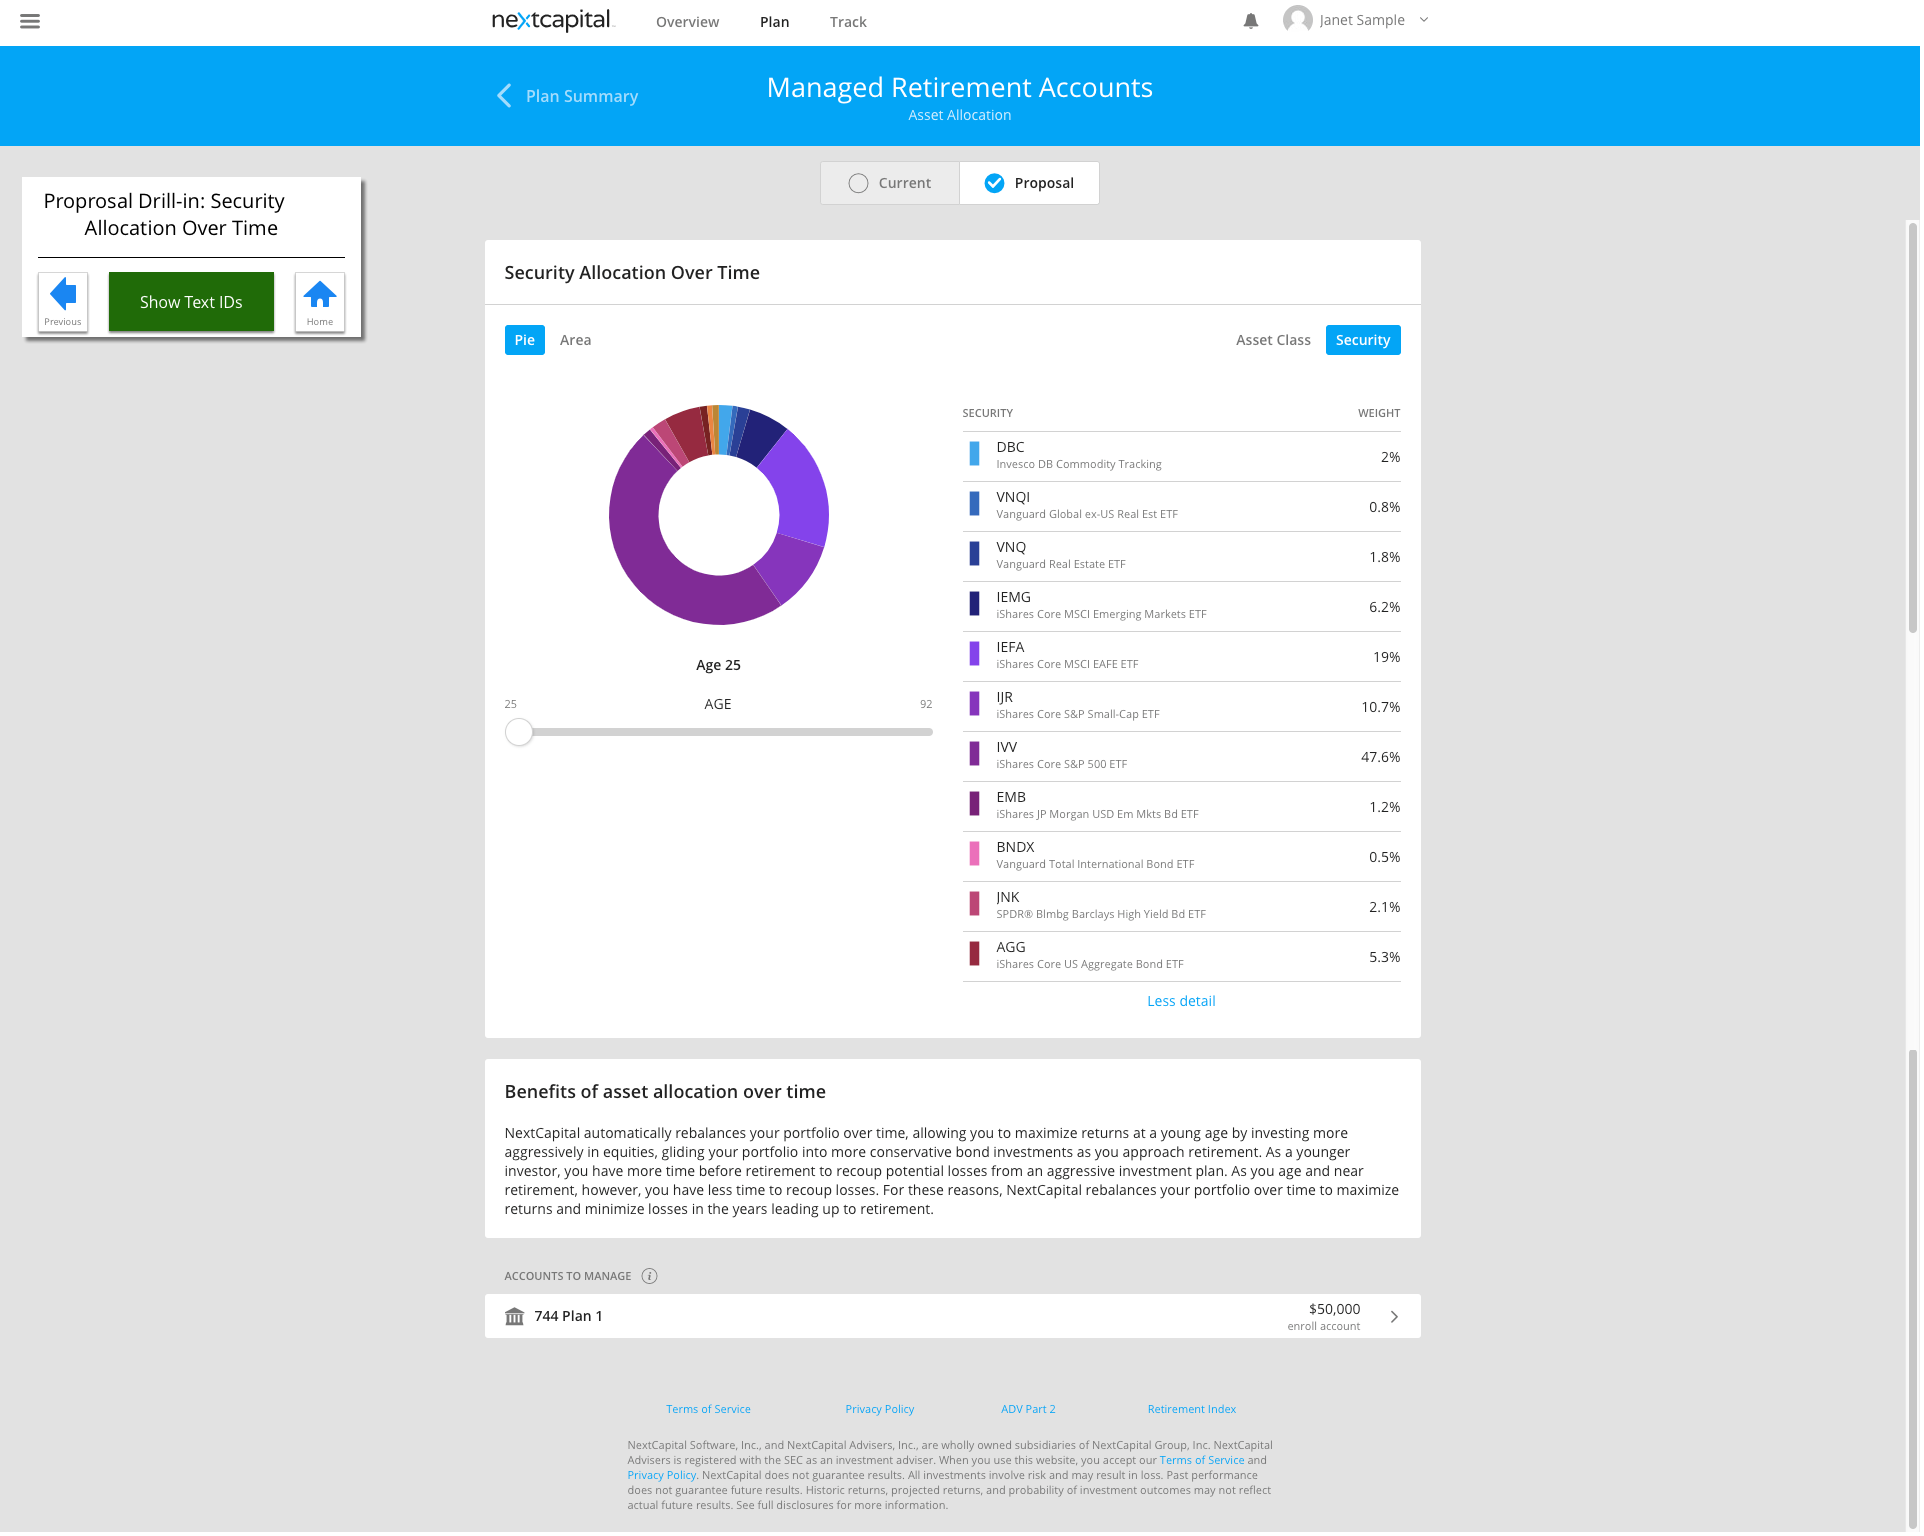 nextcapital
Overview
Plan
Track
Janet Sample
Plan Summary
Managed Retirement Accounts
Asset Allocation
Current
Proposal
Proprosal Drill-in: Security
Allocation Over Time
Previous
Show Text IDs
Home
Security Allocation Over Time
Pie
Area
Asset Class
Security
SECURITY WEIGHT
DBC
Invesco DB Commodity Tracking
2%
VNQI
Vanguard Global ex-US Real Est ETF
0.8%
VNQ
Vanguard Real Estate ETF
1.8%
IEMG
iShares Core MSCI Emerging Markets ETF
6.2%
IEFA
iShares Core MSCI EAFE ETF
19%
IJR
iShares Core S&P Small-Cap ETF
10.7%
IVV
iShares Core S&P 500 ETF
47.6%
EMB
iShares JP Morgan USD Em Mkts Bd ETF
1.2%
BNDX
Vanguard Total International Bond ETF
0.5%
JNK
SPDR® Blmbg Barclays High Yield Bd ETF
2.1%
AGG
iShares Core US Aggregate Bond ETF
5.3%
Less detail
Age 25
25 AGE 92
Benefits of asset allocation over time
NextCapital automatically rebalances your portfolio over time, allowing you to maximize returns at a young age by investing more
aggressively in equities, gliding your portfolio into more conservative bond investments as you approach retirement. As a younger
investor, you have more time before retirement to recoup potential losses from an aggressive investment plan. As you age and near
retirement, however, you have less time to recoup losses. For these reasons, NextCapital rebalances your portfolio over time to maximize
returns and minimize losses in the years leading up to retirement.
ACCOUNTS TO MANAGE i
744 Plan 1
$50,000
enroll account
Terms of Service
Privacy Policy
ADV Part 2
Retirement Index
NextCapital Software, Inc., and NextCapital Advisers, Inc., are wholly owned subsidiaries of NextCapital Group, Inc. NextCapital
Advisers is registered with the SEC as an investment adviser. When you use this website, you accept our Terms of Service and
Privacy Policy. NextCapital does not guarantee results. All investments involve risk and may result in loss. Past performance
does not guarantee future results. Historic returns, projected returns, and probability of investment outcomes may not reflect
actual future results. See full disclosures for more information.